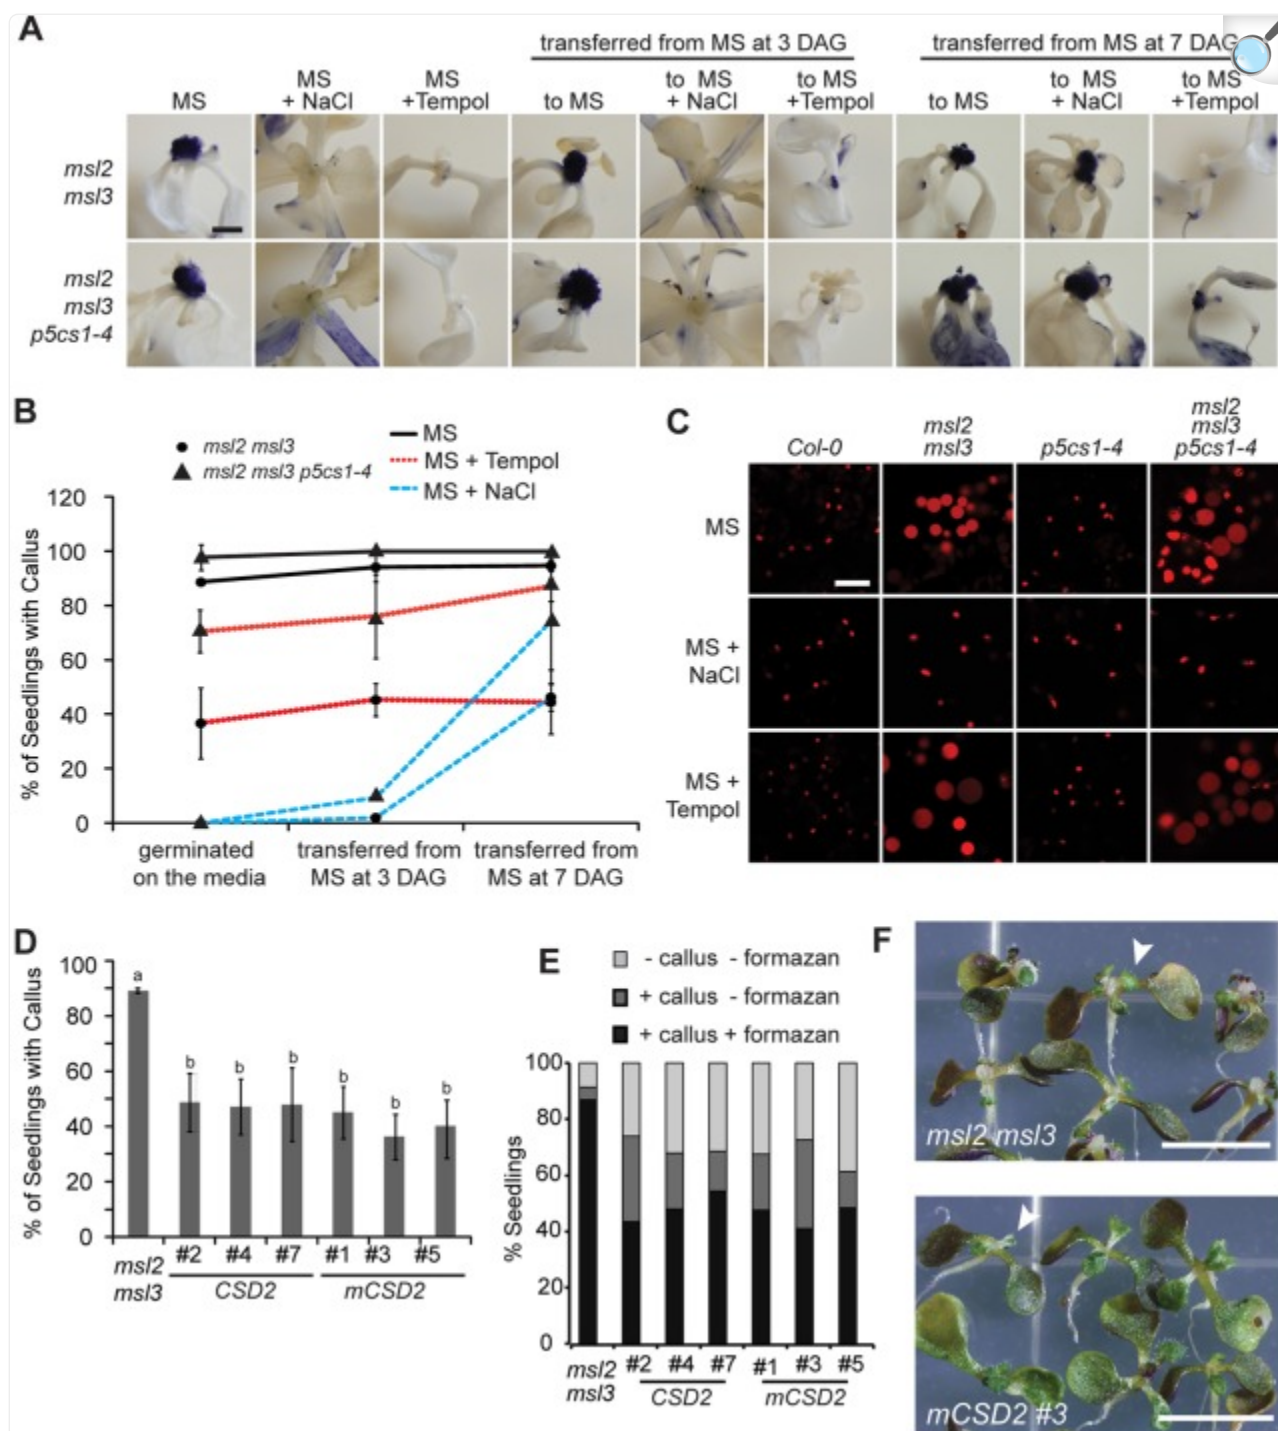 A
transferred from MS at 3 DAG
transferred from MS at 7 DAG
MS
MS + NaCl
MS +Tempol
to MS
to MS + NaCl
to MS +Tempol
to MS
to MS + NaCl
to MS +Tempol
msl2
msl3
msl2
msl3
p5cs1-4
B
msl2 msl3
msl2 msl3 p5cs1-4
MS
MS + Tempol
MS + NaCl
% of Seedlings with Callus
120
100
80
60
40
20
0
germinated
on the media
transferred from
MS at 3 DAG
transferred from
MS at 7 DAG
C
Col-0
msl2
msl3
p5cs1-4
msl2
msl3
p5cs1-4
MS
MS +
NaCl
MS +
Tempol
D
% of Seedlings with Callus
100
80
60
40
20
0
a
b
b
b
b
b
b
msl2
msl3
#2 #4 #7 #1 #3 #5
CSD2 mCSD2
E
- callus - formazan
+ callus - formazan
+ callus + formazan
% Seedlings
100
80
60
40
20
0
msl2
msl3
#2 #4 #7 #1 #3 #5
CSD2 mCSD2
F
msl2 msl3
mCSD2 #3